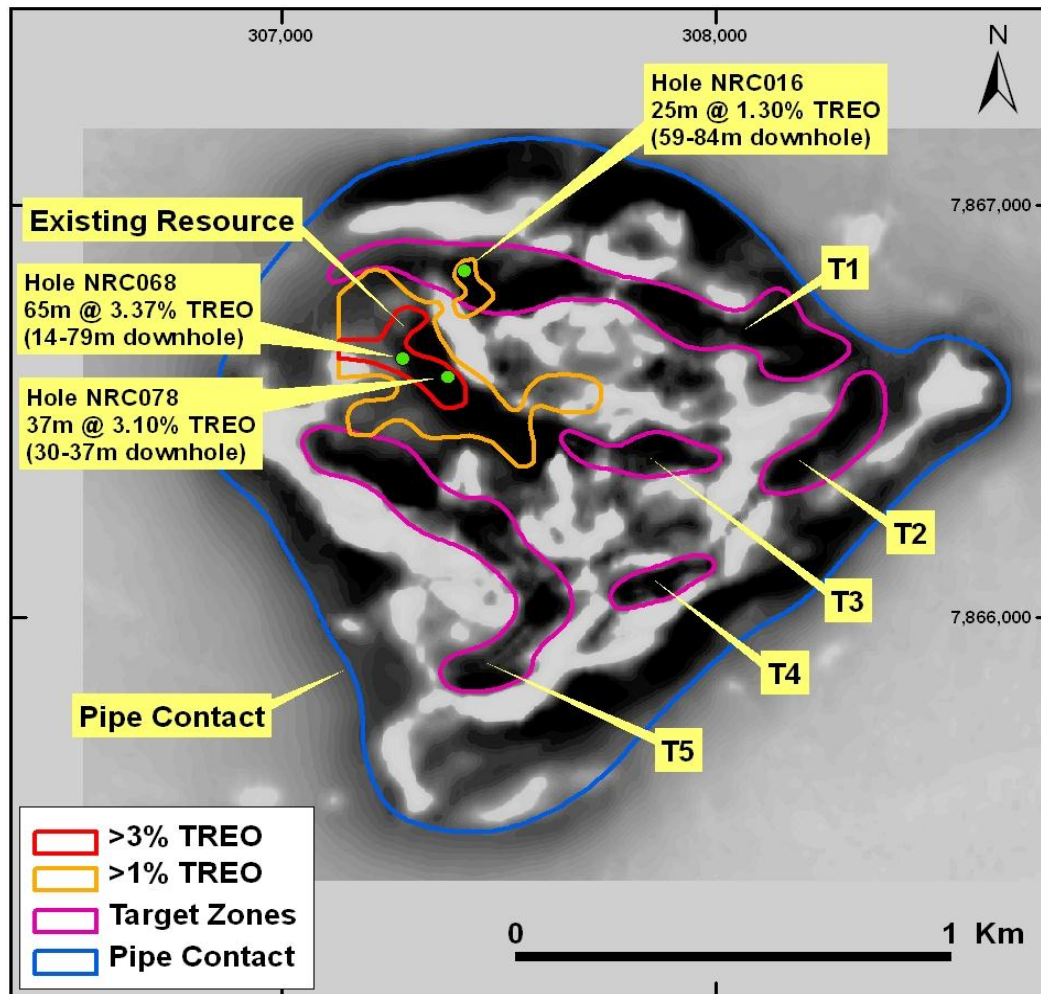 307,000
308,000
N
Hole NRC016
25m @ 1.30% TREO
(59-84m downhole)
7,867,000
Existing Resource
Hole NRC068
65m @ 3.37% TREO
(14-79m downhole)
T1
Hole NRC078
37m @ 3.10% TREO
(30-37m downhole)
T2
T3
7,866,000
T4
Pipe Contact
T5
>3% TREO
>1% TREO
Target Zones
Pipe Contact
0
1 Km